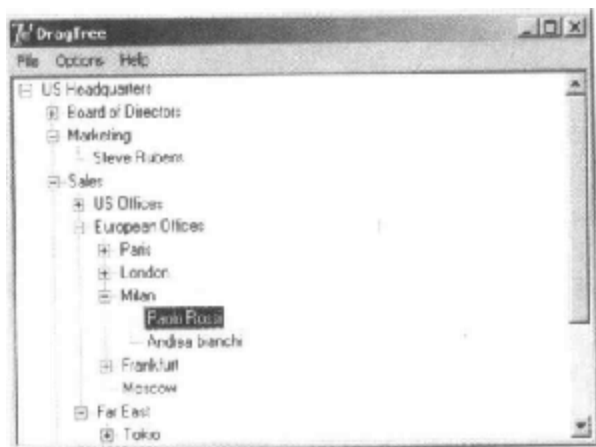 DragTree
File Options Help
US Headquarters
Board of Directors
Marketing
Steve Rubens
Sales
US Offices
European Offices
Paris
London
Milan
Paolo Rossi
Andrea bianchi
Frankfurt
Moscow
Far East
Tokio